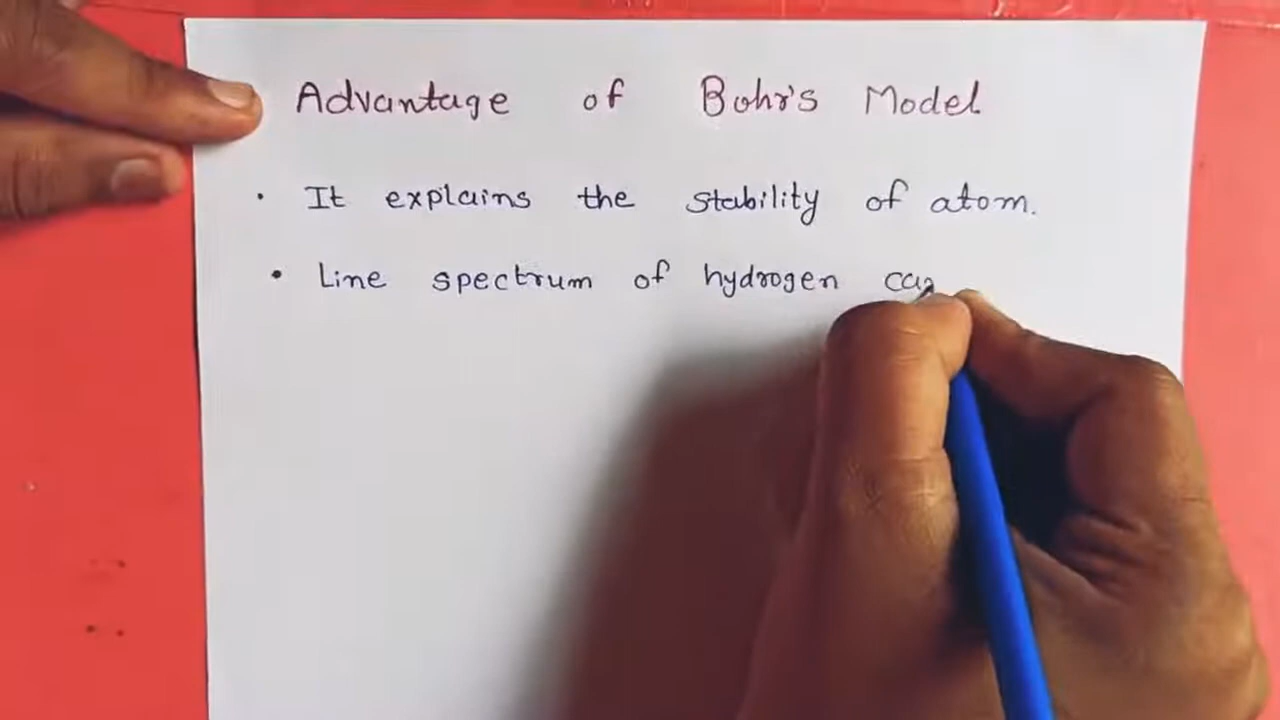 Advantage of Bohr's Model
• It explains the stability of atom.
• Line spectrum of hydrogen